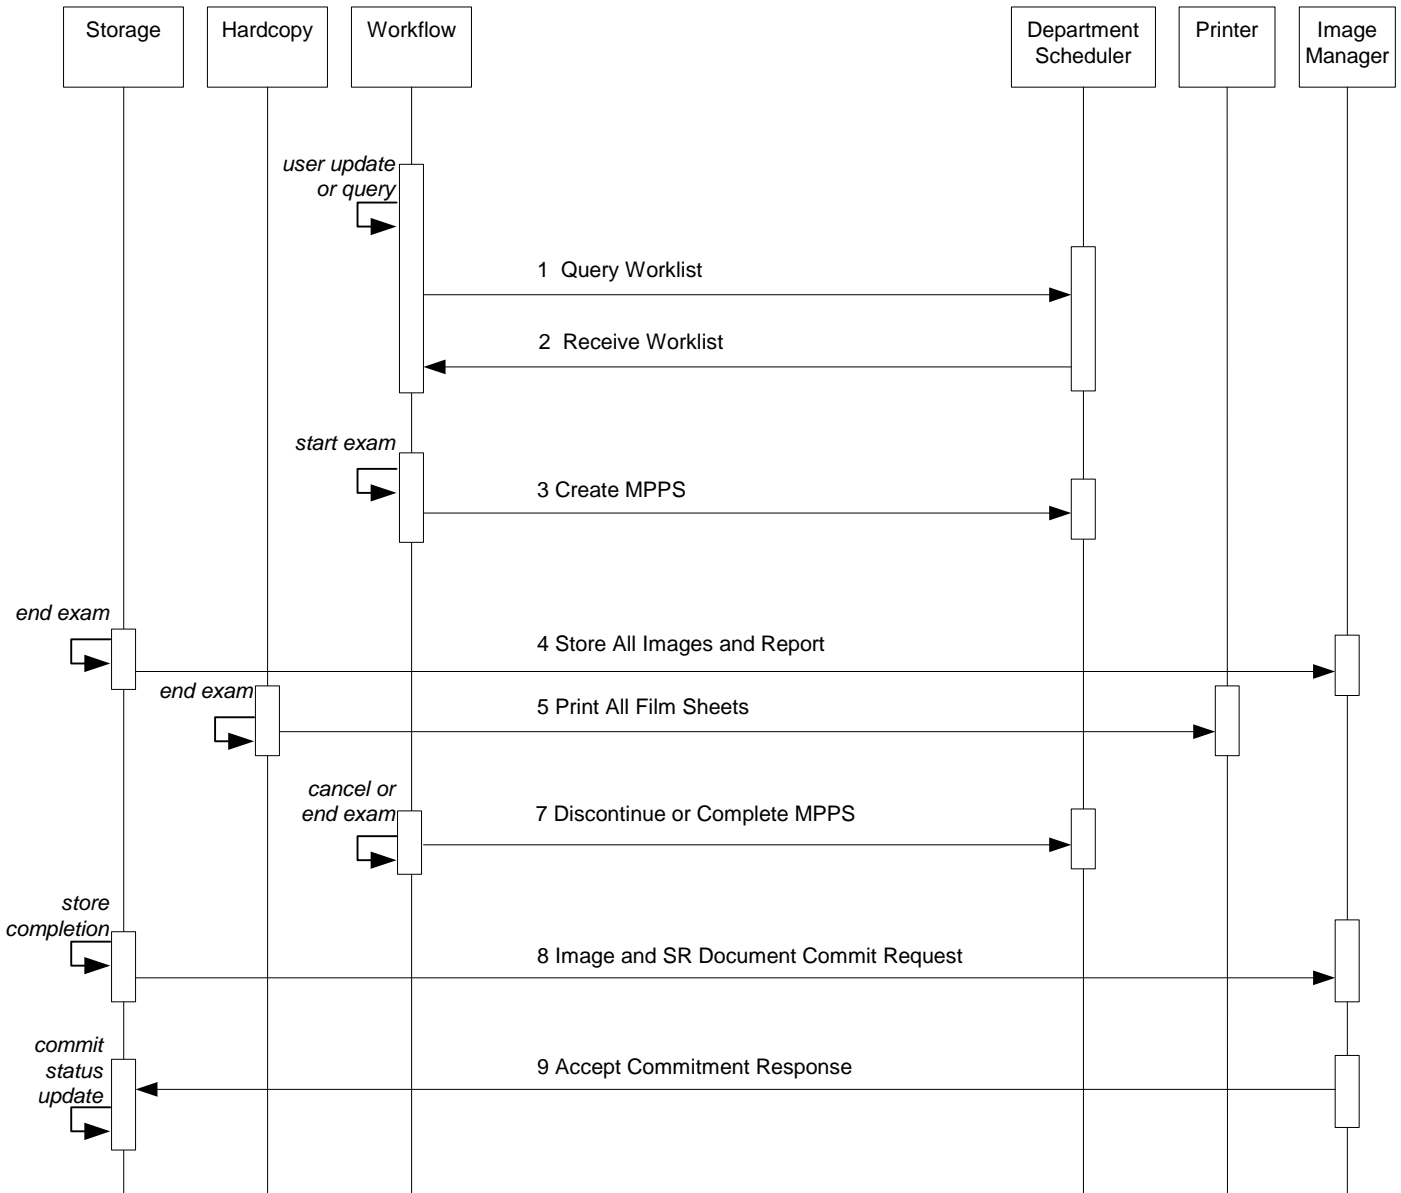 Storage
Hardcopy
Workflow
Department
Scheduler
Printer
Image
Manager
user update
or query
1 Query Worklist
2 Receive Worklist
start exam
3 Create MPPS
end exam
4 Store All Images and Report
end exam
5 Print All Film Sheets
cancel or
end exam
7 Discontinue or Complete MPPS
store
completion
8 Image and SR Document Commit Request
commit
status
update
9 Accept Commitment Response